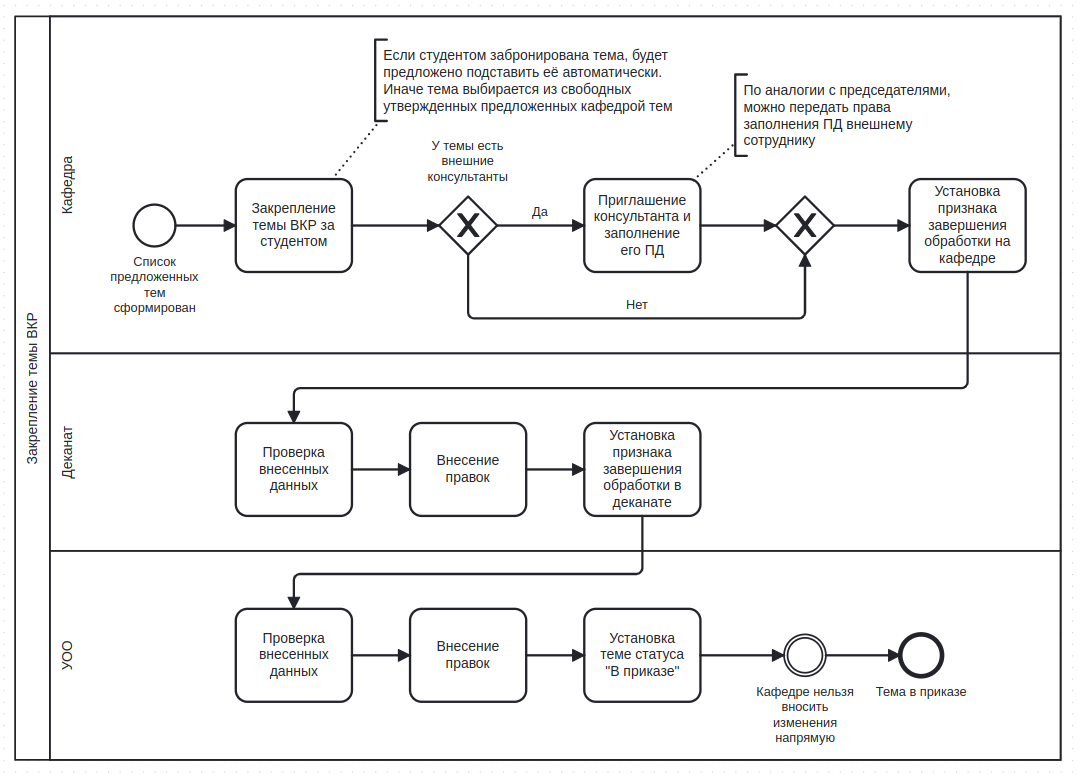 Закрепление темы ВКР
Кафедра
Если студентом забронирована тема, будет
предложено подставить её автоматически.
Иначе тема выбирается из свободных
утвержденных предложенных кафедрой тем
По аналогии с председателями,
можно передать права
заполнения ПД внешнему
сотруднику
Список
предложенных
тем
сформирован
Закрепление
темы ВКР за
студентом
У темы есть
внешние
консультанты
Да
Нет
Приглашение
консультанта и
заполнение
его ПД
Установка
признака
завершения
обработки на
кафедре
Деканат
Проверка
внесенных
данных
Внесение
правок
Установка
признака
завершения
обработки в
деканате
УОО
Проверка
внесенных
данных
Внесение
правок
Установка
теме статуса
"В приказе"
Кафедре нельзя
вносить
изменения
напрямую
Тема в приказе